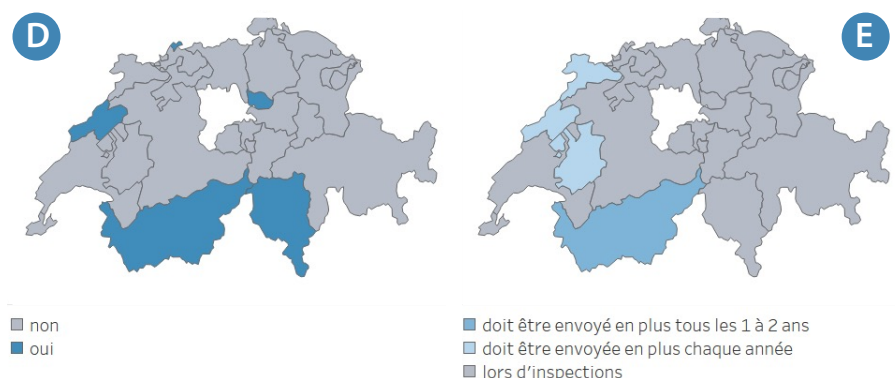 D
E
non
oui
doit être envoyé en plus tous les 1 à 2 ans
doit être envoyée en plus chaque année
lors d'inspections